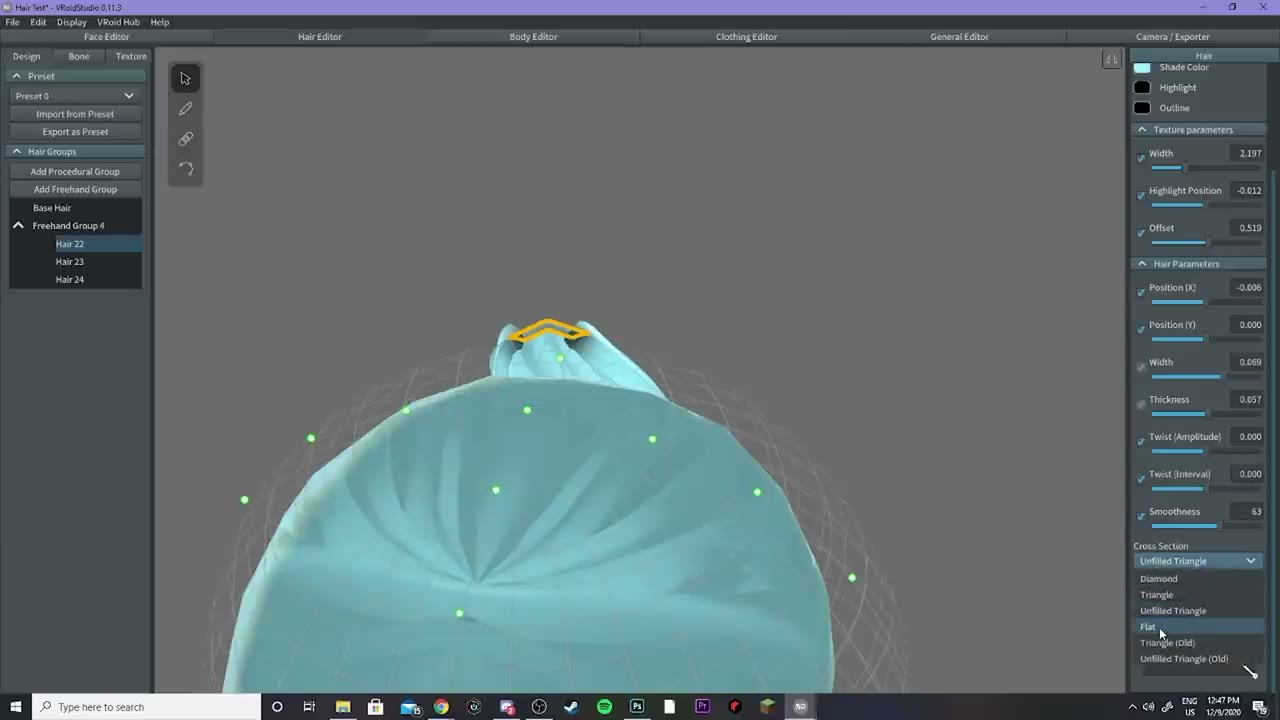 Hair Test* - VRoidStudio 0.11.3
File Edit Display VRoid Hub Help
Face Editor Hair Editor Body Editor Clothing Editor General Editor Camera / Exporter
Design Bone Texture
Preset
Preset 0
Import from Preset
Export as Preset
Hair Groups
Add Procedural Group
Add Freehand Group
Base Hair
Freehand Group 4
Hair 22
Hair 23
Hair 24
Hair
Shade Color
Highlight
Outline
Texture parameters
Width 2.197
Highlight Position -0.012
Offset 0.519
Hair Parameters
Position (X) -0.006
Position (Y) 0.000
Width 0.069
Thickness 0.057
Twist (Amplitude) 0.000
Twist (Interval) 0.000
Smoothness 63
Cross Section
Unfilled Triangle
Diamond
Triangle
Unfilled Triangle
Flat
Triangle (Old)
Unfilled Triangle (Old)
Type here to search
15
Ps
Pr
ENG
US
12:47 PM
12/9/2020
19